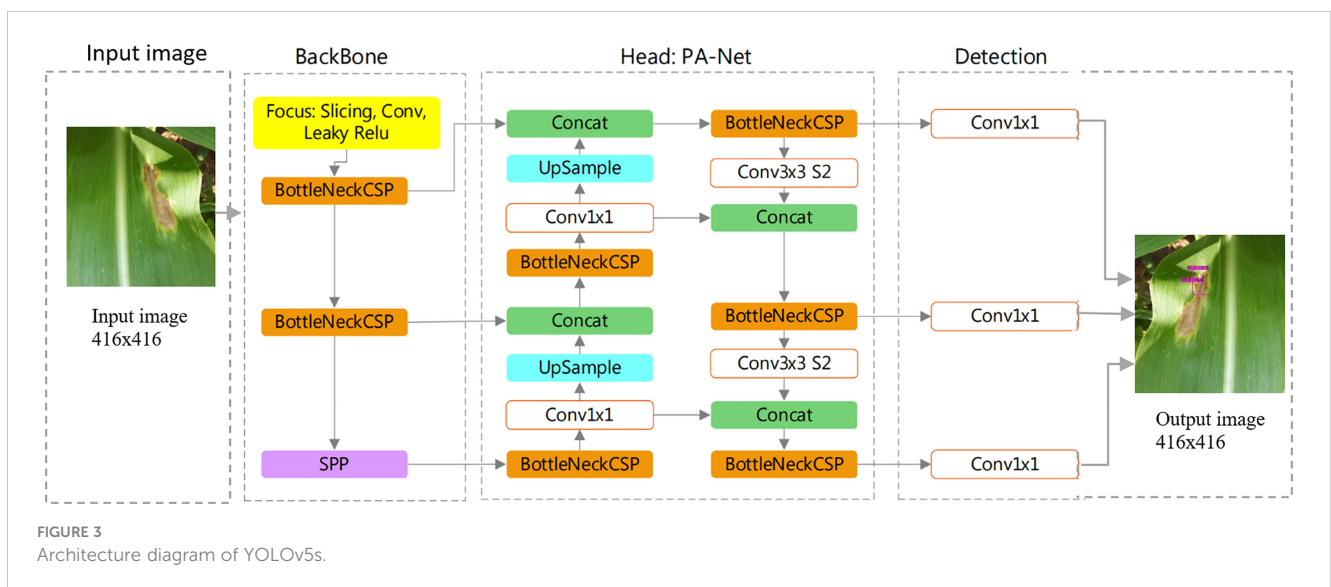 Input image
BackBone
Head: PA-Net
Detection
Input image
416x416
Focus: Slicing, Conv,
Leaky Relu
BottleNeckCSP
BottleNeckCSP
SPP
Concat
UpSample
Conv1x1
BottleNeckCSP
Concat
UpSample
Conv1x1
BottleNeckCSP
BottleNeckCSP
Conv3x3 S2
Concat
BottleNeckCSP
Conv3x3 S2
Concat
BottleNeckCSP
Conv1x1
Conv1x1
Conv1x1
Output image
416x416
FIGURE 3
Architecture diagram of YOLOv5s.